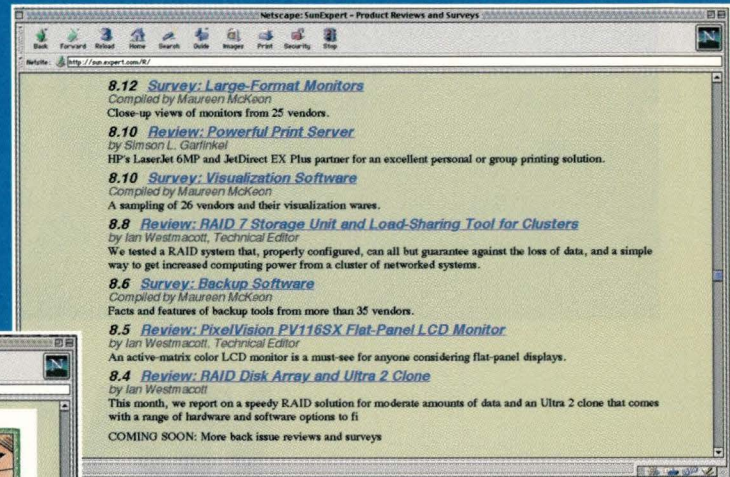 Netscape: SunExpert – Product Reviews and Surveys
Back Forward Reload Home Search Guide Images Print Security Stop
N
Netsite: http://sun.expert.com/R/
8.12 Survey: Large-Format Monitors
Compiled by Maureen McKeon
Close-up views of monitors from 25 vendors.
8.10 Review: Powerful Print Server
by Simson L. Garfinkel
HP's LaserJet 6MP and JetDirect EX Plus partner for an excellent personal or group printing solution.
8.10 Survey: Visualization Software
Compiled by Maureen McKeon
A sampling of 26 vendors and their visualization wares.
8.8 Review: RAID 7 Storage Unit and Load-Sharing Tool for Clusters
by Ian Westmacott, Technical Editor
We tested a RAID system that, properly configured, can all but guarantee against the loss of data, and a simple
way to get increased computing power from a cluster of networked systems.
8.6 Survey: Backup Software
Compiled by Maureen McKeon
Facts and features of backup tools from more than 35 vendors.
8.5 Review: PixelVision PV116SX Flat-Panel LCD Monitor
by Ian Westmacott, Technical Editor
An active-matrix color LCD monitor is a must-see for anyone considering flat-panel displays.
8.4 Review: RAID Disk Array and Ultra 2 Clone
by Ian Westmacott
This month, we report on a speedy RAID solution for moderate amounts of data and an Ultra 2 clone that comes
with a range of hardware and software options to fi
COMING SOON: More back issue reviews and surveys
N